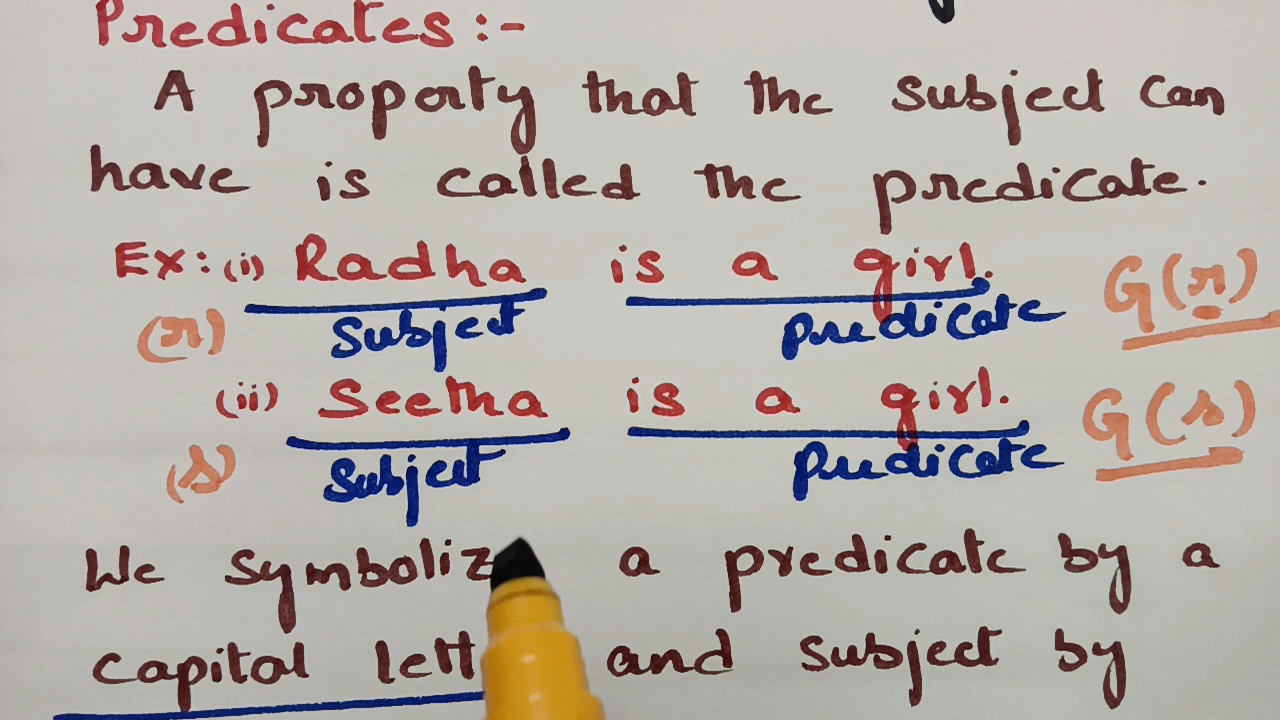 Predicates :-
A property that the subject can
have is called the predicate.
Ex: (i) Radha is a girl. G(r)
(r) Subject predicate
(ii) Seetha is a girl. G(s)
(s) Subject Predicate
We symboliz a predicate by a
capital lett and subject by